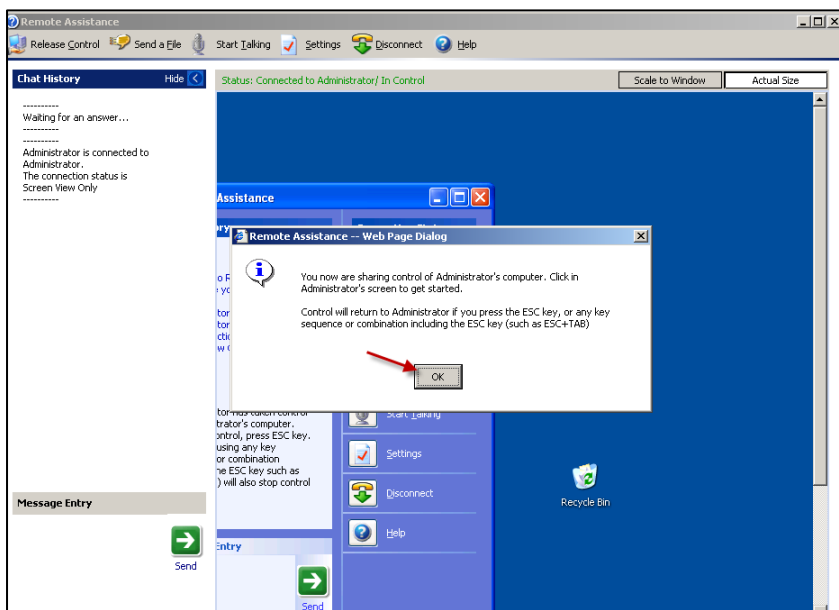 Remote Assistance
Release Control Send a File Start Talking Settings Disconnect Help
Chat History Hide
Status: Connected to Administrator/ In Control
Scale to Window Actual Size
----------
Waiting for an answer...
----------
----------
Administrator is connected to
Administrator.
The connection status is
Screen View Only
----------
Assistance
Remote Assistance -- Web Page Dialog
You now are sharing control of Administrator's computer. Click in
Administrator's screen to get started.
Control will return to Administrator if you press the ESC key, or any key
sequence or combination including the ESC key (such as ESC+TAB)
OK
trator's computer.
ontrol, press ESC key.
using any key
or combination
he ESC key such as
) will also stop control
Start Talking
Settings
Disconnect
Help
Recycle Bin
Message Entry
Send
Entry
Send